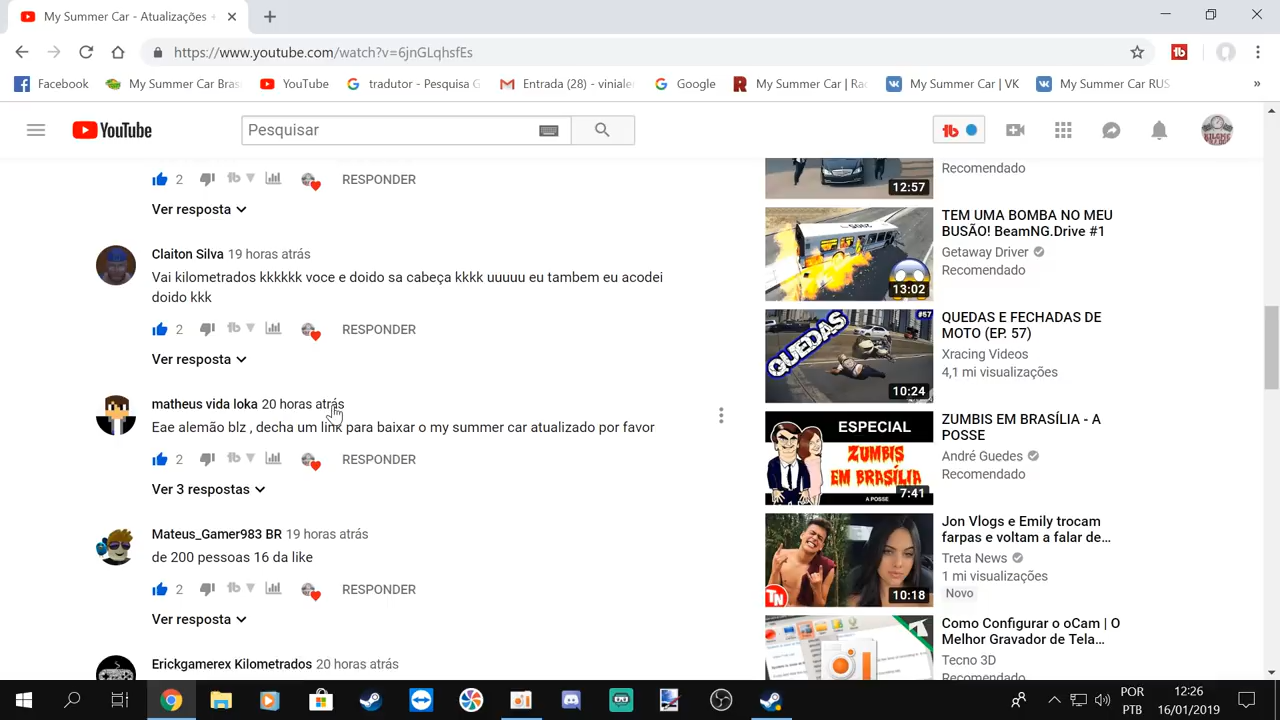 My Summer Car - Atualizações +
https://www.youtube.com/watch?v=6jnGLqhsfEs
Facebook
My Summer Car Bras
YouTube
tradutor - Pesquisa G
Entrada (28) - vinialer
Google
My Summer Car | Rac
My Summer Car | VK
My Summer Car RUS
»
YouTube
Pesquisar
2
RESPONDER
Ver resposta
Claiton Silva 19 horas atrás
Vai kilometrados kkkkkk voce e doido sa cabeça kkkk uuuuu eu tambem eu acodei
doido kkk
2
RESPONDER
Ver resposta
matheus vida loka 20 horas atrás
Eae alemão blz , decha um link para baixar o my summer car atualizado por favor
2
RESPONDER
Ver 3 respostas
Mateus_Gamer983 BR 19 horas atrás
de 200 pessoas 16 da like
2
RESPONDER
Ver resposta
Erickgamerex Kilometrados 20 horas atrás
12:57
Recomendado
13:02
TEM UMA BOMBA NO MEU
BUSÃO! BeamNG.Drive #1
Getaway Driver
Recomendado
QUEDAS
#57
10:24
QUEDAS E FECHADAS DE
MOTO (EP. 57)
Xracing Videos
4,1 mi visualizações
ESPECIAL
ZUMBIS
EM BRASÍLIA
A POSSE
7:41
ZUMBIS EM BRASÍLIA - A
POSSE
André Guedes
Recomendado
TN
10:18
Jon Vlogs e Emily trocam
farpas e voltam a falar de...
Treta News
1 mi visualizações
Novo
Como Configurar o oCam | O
Melhor Gravador de Tela...
Tecno 3D
Recomendado
POR
PTB
12:26
16/01/2019